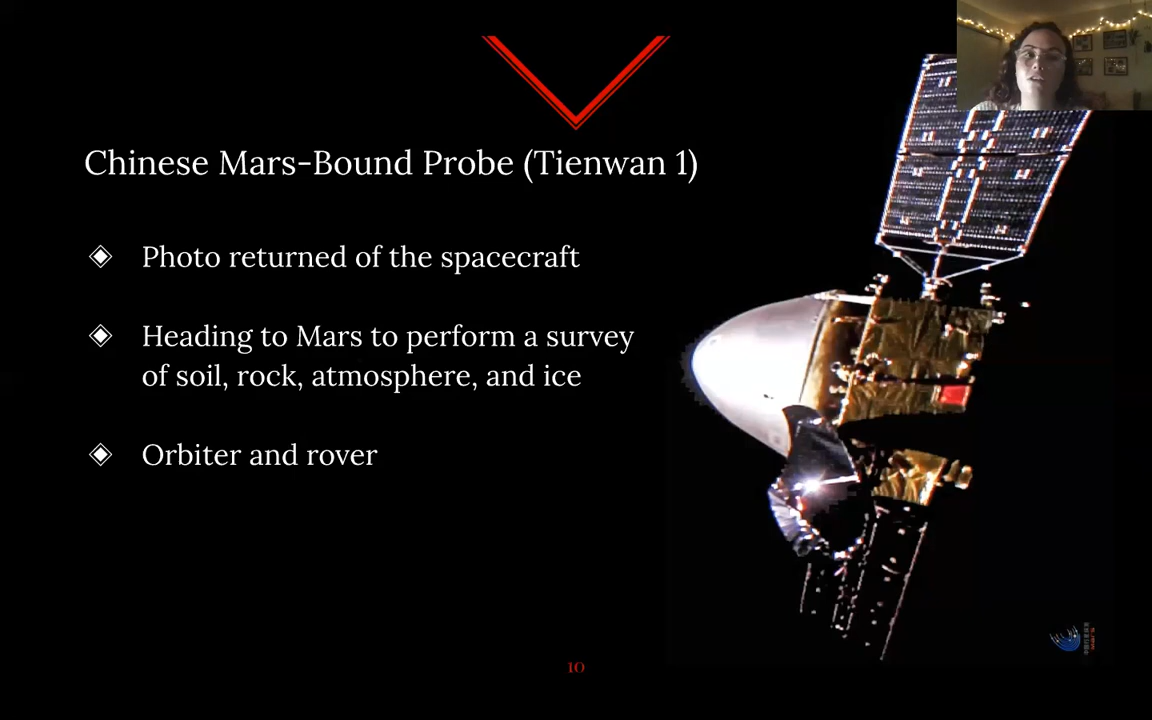 Chinese Mars-Bound Probe (Tienwan 1)
Photo returned of the spacecraft
Heading to Mars to perform a survey
of soil, rock, atmosphere, and ice
Orbiter and rover
10